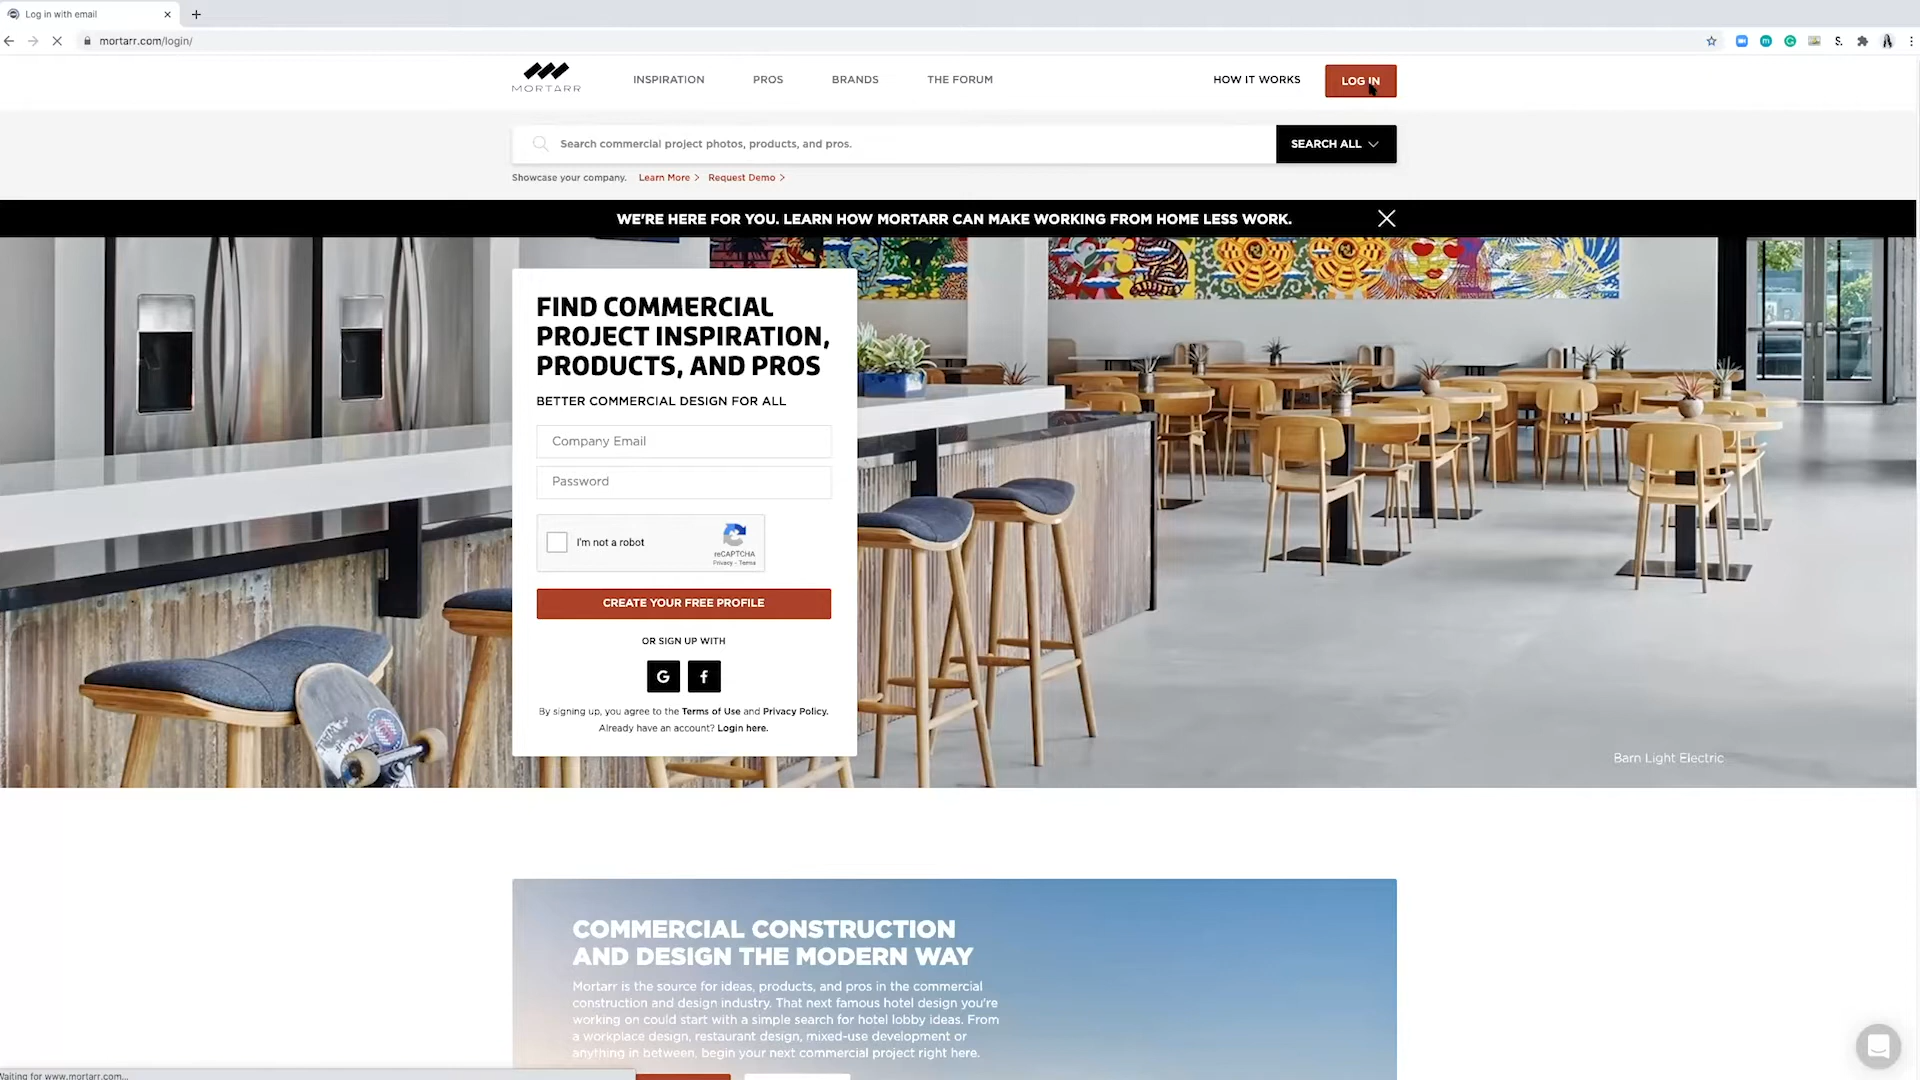 Log in with email
mortarr.com/login/
MORTARR
INSPIRATION
PROS
BRANDS
THE FORUM
HOW IT WORKS
LOG IN
Search commercial project photos, products, and pros.
SEARCH ALL
Showcase your company. Learn More > Request Demo >
WE'RE HERE FOR YOU. LEARN HOW MORTARR CAN MAKE WORKING FROM HOME LESS WORK.
FIND COMMERCIAL
PROJECT INSPIRATION,
PRODUCTS, AND PROS
BETTER COMMERCIAL DESIGN FOR ALL
Company Email
Password
I'm not a robot
reCAPTCHA
Privacy - Terms
CREATE YOUR FREE PROFILE
OR SIGN UP WITH
G f
By signing up, you agree to the Terms of Use and Privacy Policy.
Already have an account? Login here.
Barn Light Electric
COMMERCIAL CONSTRUCTION
AND DESIGN THE MODERN WAY
Mortarr is the source for ideas, products, and pros in the commercial
construction and design industry. That next famous hotel design you're
working on could start with a simple search for hotel lobby ideas. From
a workplace design, restaurant design, mixed-use development or
anything in between, begin your next commercial project right here.
Waiting for www.mortarr.com...